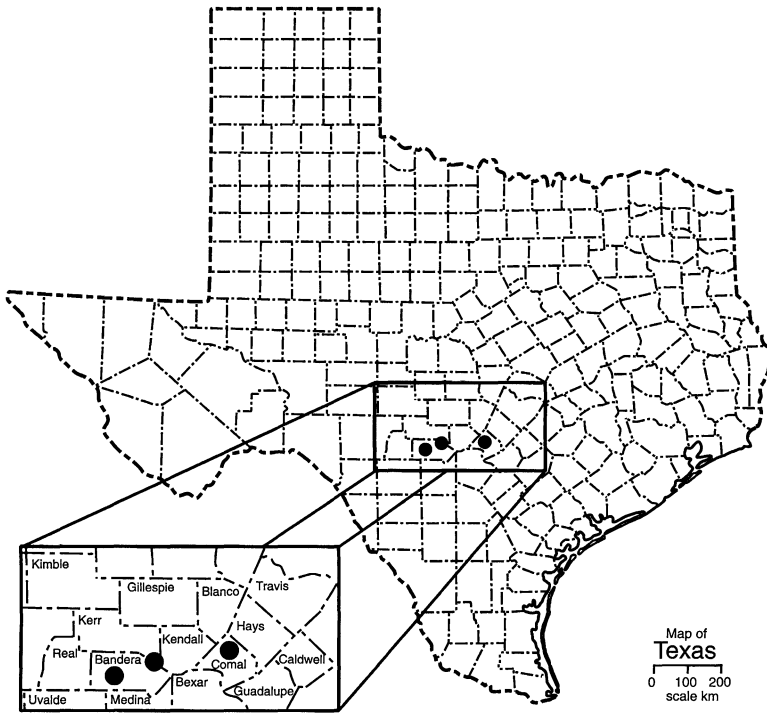 Kimble
Gillespie
Blanco
Travis
Kerr
Kendall
Hays
Real
Bandera
Comal
Caldwell
Bexar
Uvalde
Medina
Guadalupe
Map of
Texas
0 100 200
scale km